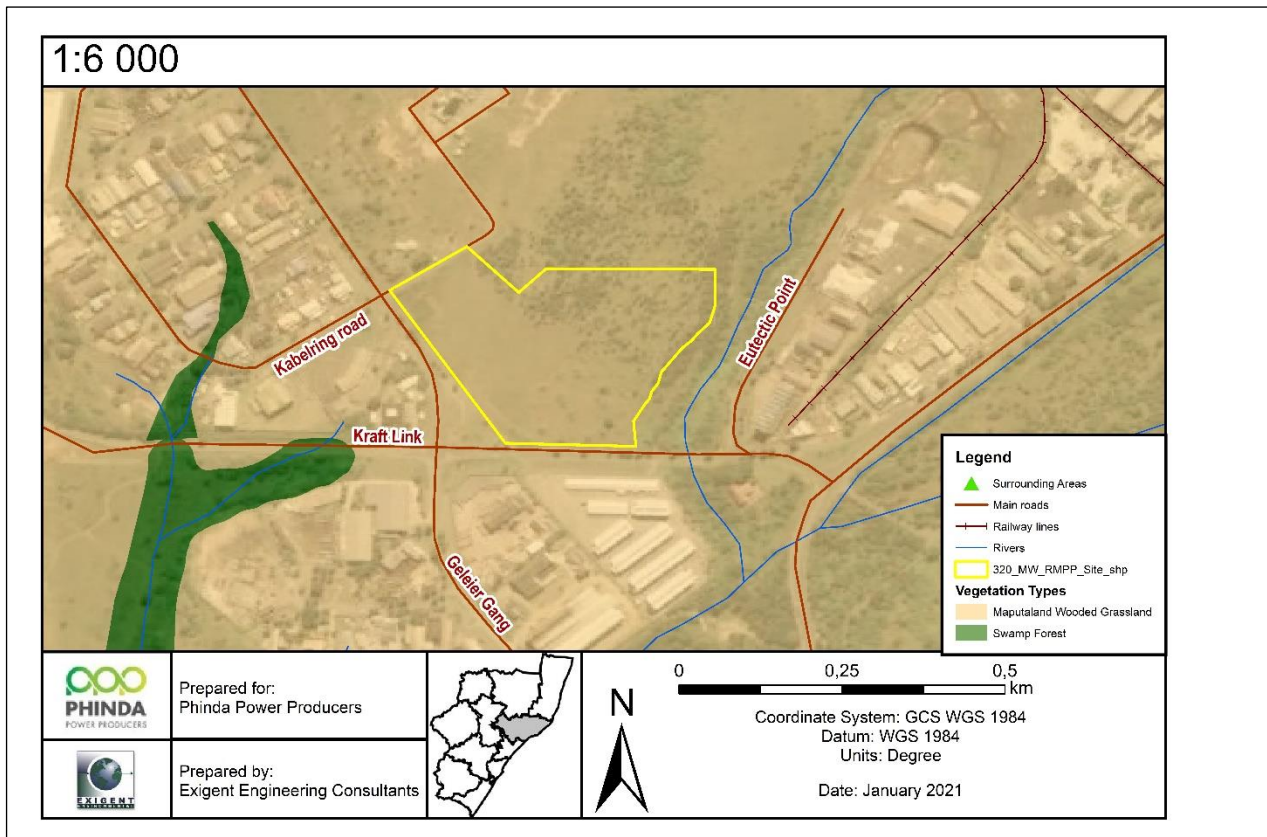 1:6 000
Kabelring road
Eutectic Point
Kraft Link
Geleier Gang
Legend
Surrounding Areas
Main roads
Railway lines
Rivers
320_MW_RMPP_Site_shp
Vegetation Types
Maputaland Wooded Grassland
Swamp Forest
PHINDA
POWER PRODUCERS
Prepared for:
Phinda Power Producers
EXIGENT
Prepared by:
Exigent Engineering Consultants
N
0 0,25 0,5
km
Coordinate System: GCS WGS 1984
Datum: WGS 1984
Units: Degree
Date: January 2021